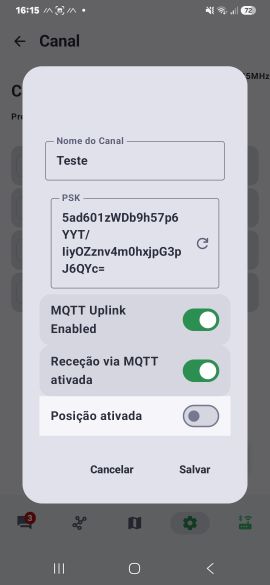 16:15
72
Canal
5MHz
C
Pre
Nome do Canal
Teste
PSK
5ad601zWDb9h57p6
YYT/
IiyOZznv4m0hxjpG3p
J6QYc=
MQTT Uplink
Enabled
Receção via MQTT
ativada
Posição ativada
Cancelar
Salvar
3